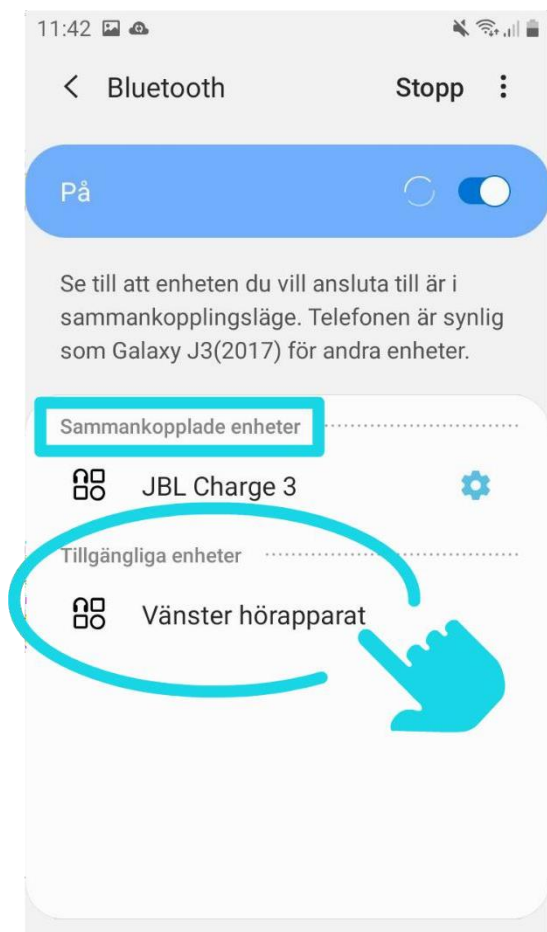 11:42
Bluetooth Stopp
På
Se till att enheten du vill ansluta till är i
sammankopplingsläge. Telefonen är synlig
som Galaxy J3(2017) för andra enheter.
Sammankopplade enheter
JBL Charge 3
Tillgängliga enheter
Vänster hörapparat